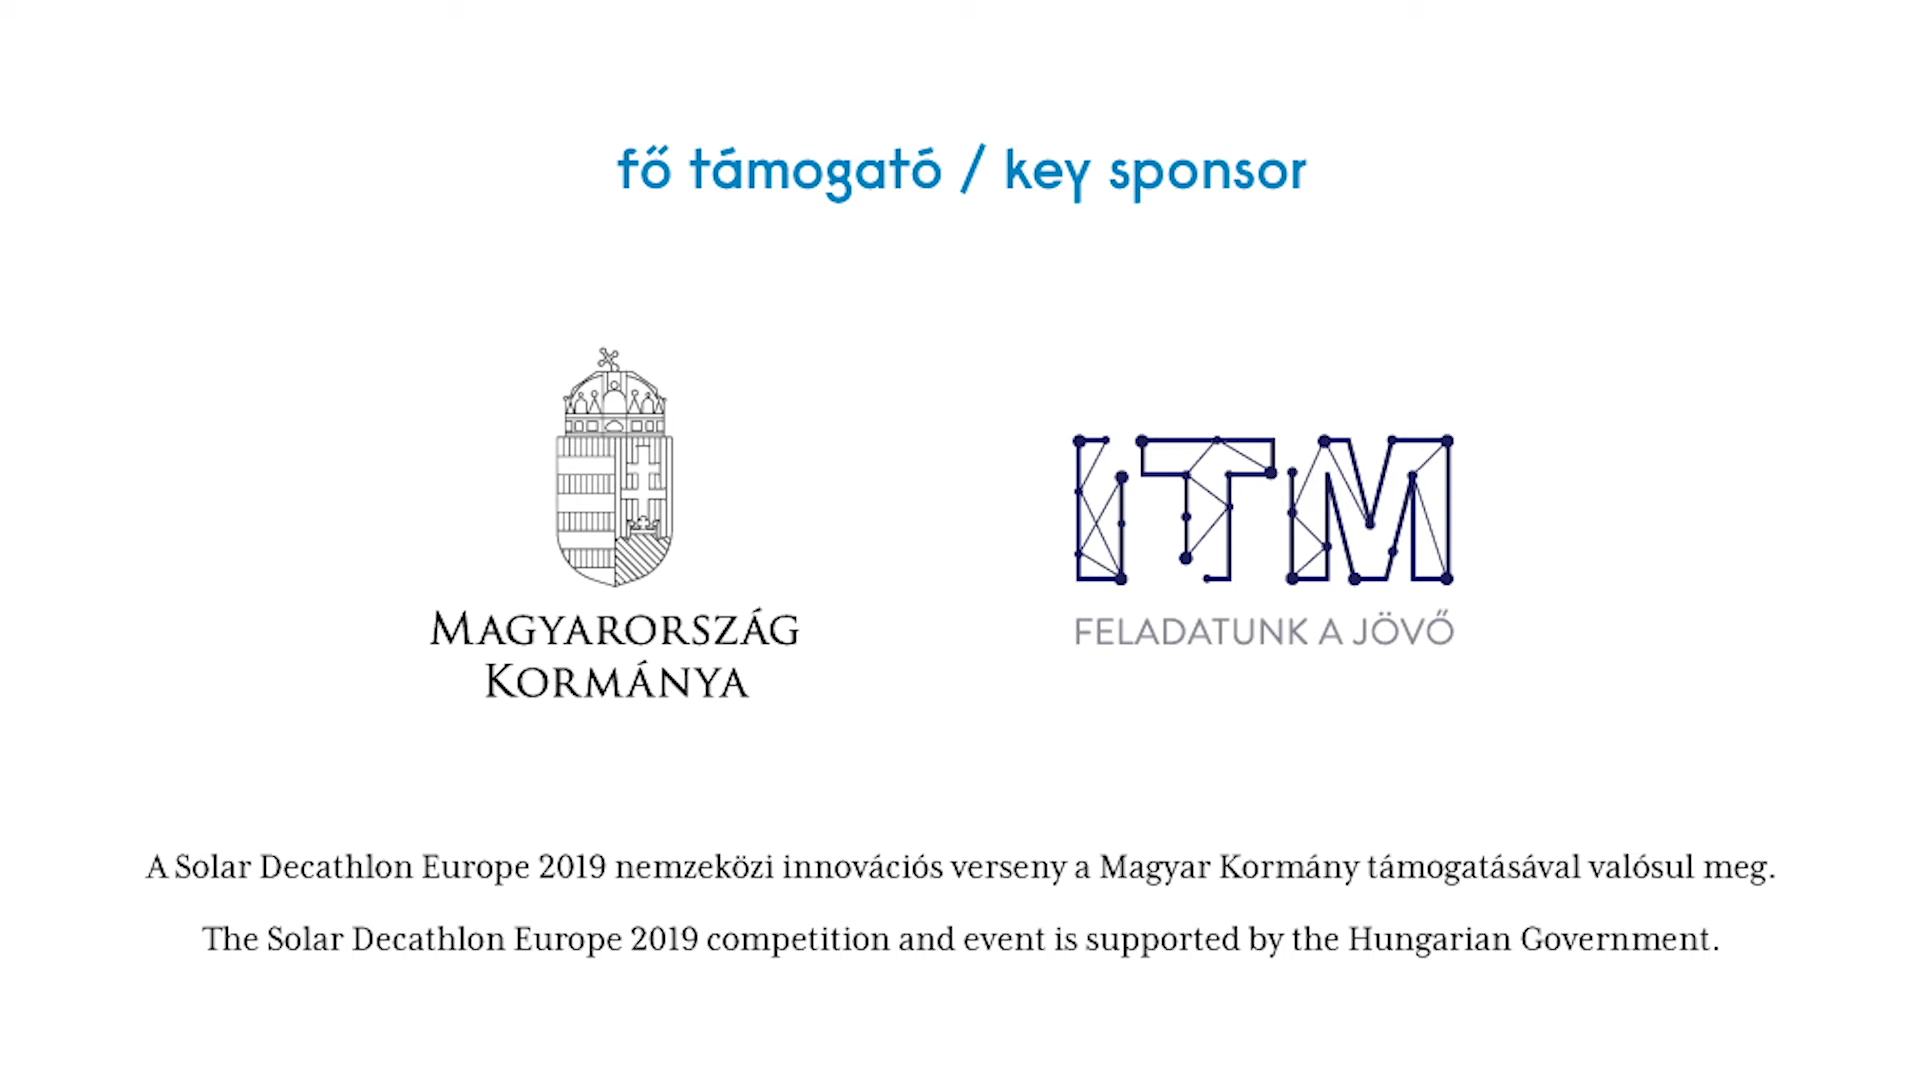 fő támogató / key sponsor
MAGYARORSZÁG
KORMÁNYA
ITM
FELADATUNK A JÖVŐ
A Solar Decathlon Europe 2019 nemzeközi innovációs verseny a Magyar Kormány támogatásával valósul meg.
The Solar Decathlon Europe 2019 competition and event is supported by the Hungarian Government.